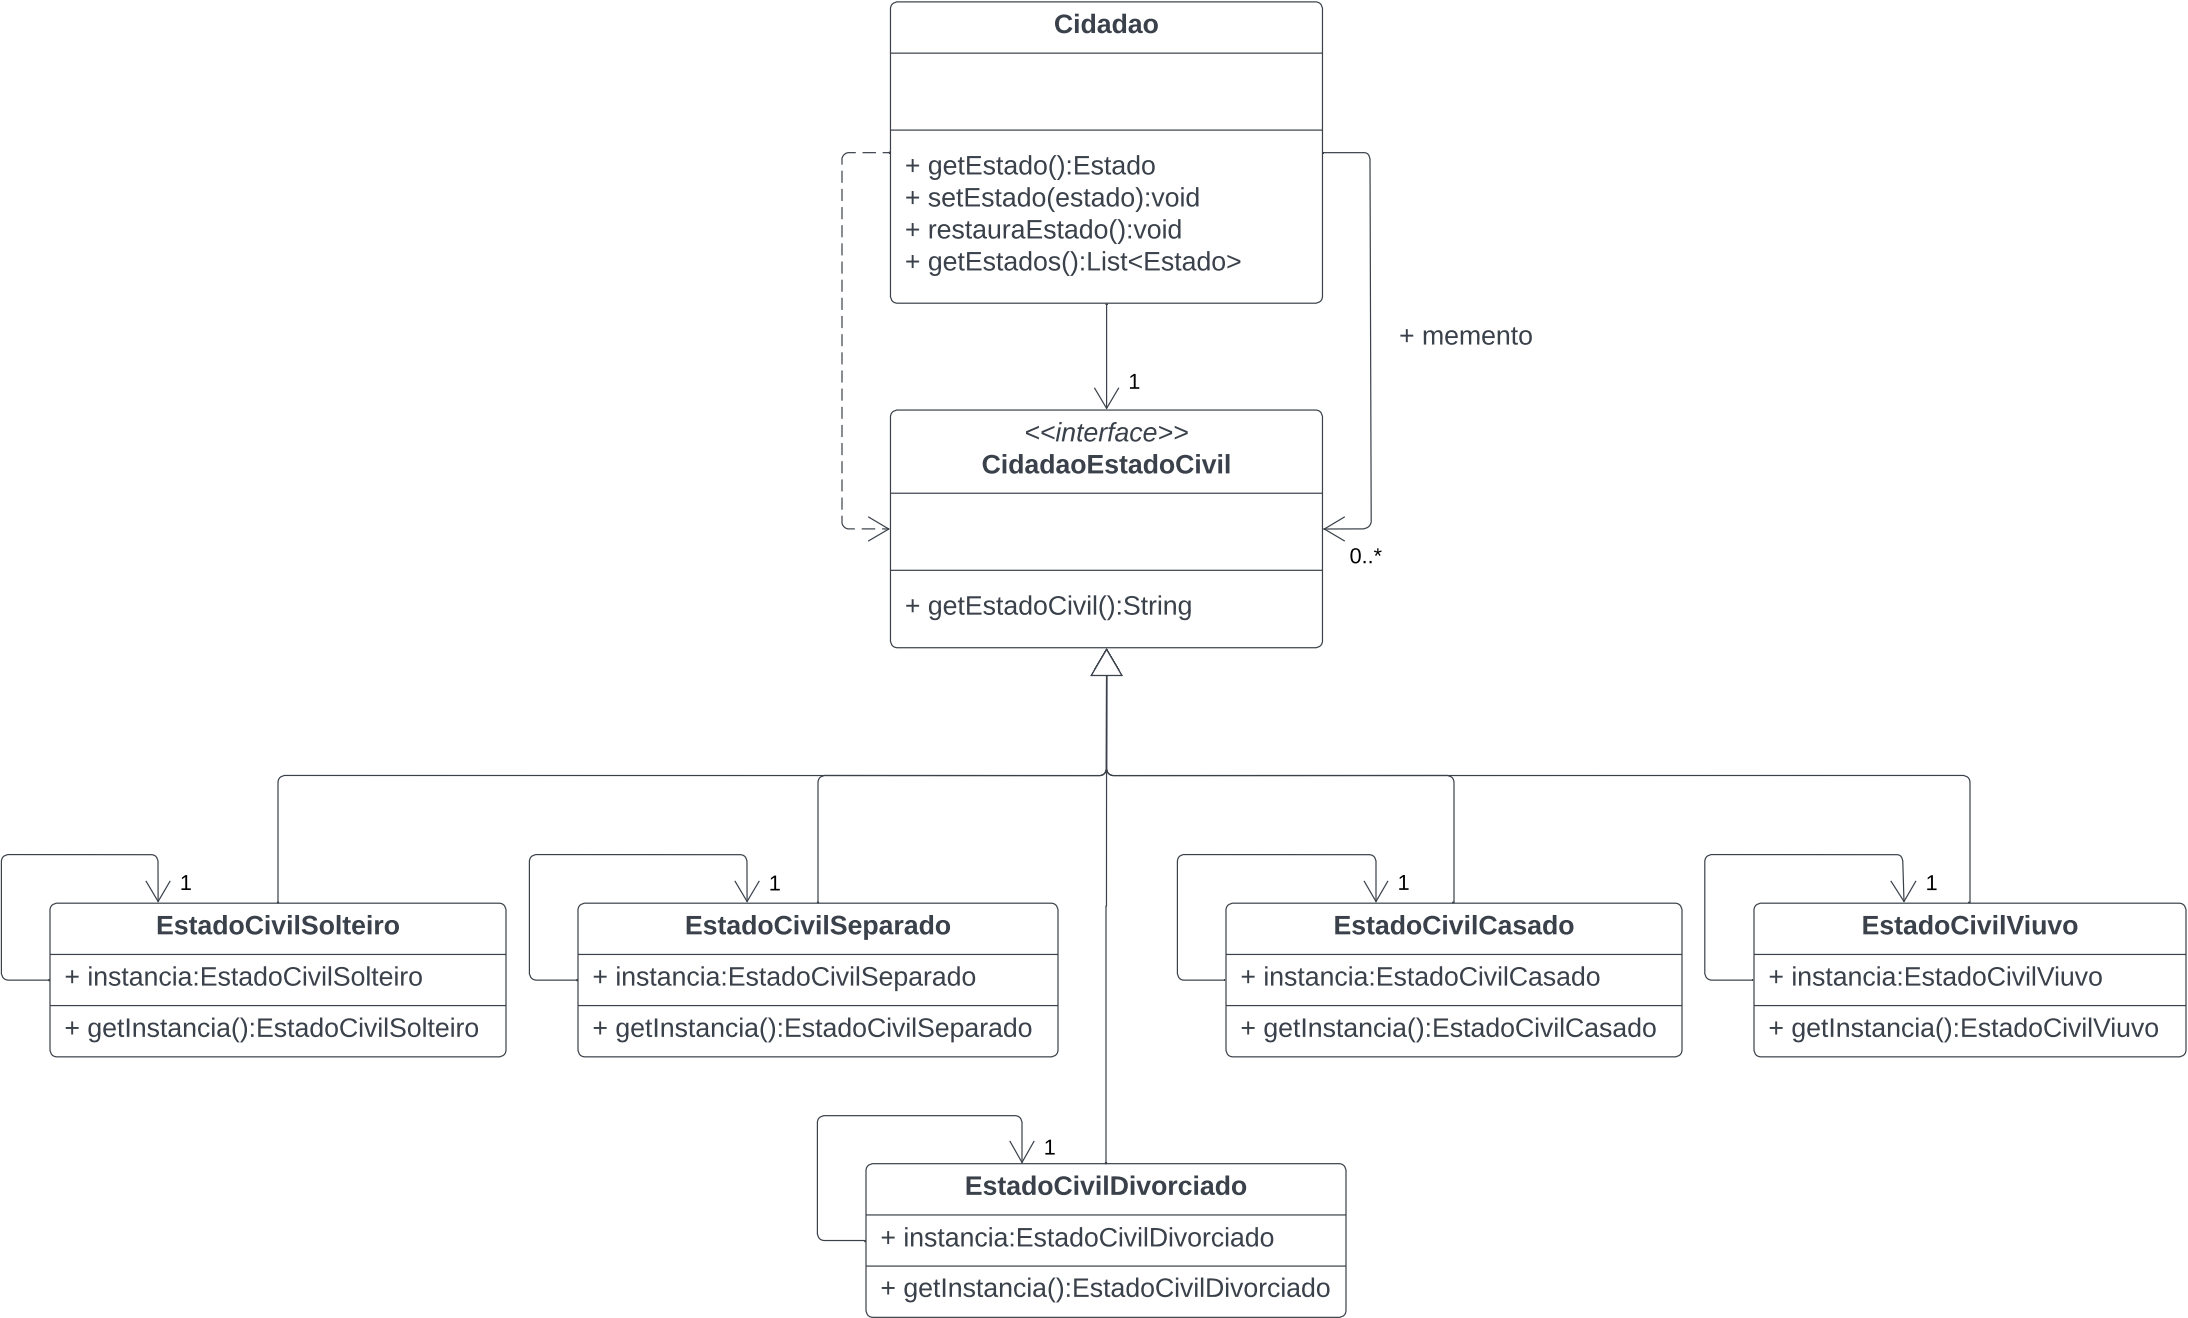 Cidadao
+ getEstado():Estado
+ setEstado(estado):void
+ restauraEstado():void
+ getEstados():List<Estado>
+ memento
1
<<interface>>
CidadaoEstadoCivil
0..*
+ getEstadoCivil():String
1
EstadoCivilSolteiro
+ instancia:EstadoCivilSolteiro
+ getInstancia():EstadoCivilSolteiro
1
EstadoCivilSeparado
+ instancia:EstadoCivilSeparado
+ getInstancia():EstadoCivilSeparado
1
EstadoCivilCasado
+ instancia:EstadoCivilCasado
+ getInstancia():EstadoCivilCasado
1
EstadoCivilViuvo
+ instancia:EstadoCivilViuvo
+ getInstancia():EstadoCivilViuvo
1
EstadoCivilDivorciado
+ instancia:EstadoCivilDivorciado
+ getInstancia():EstadoCivilDivorciado